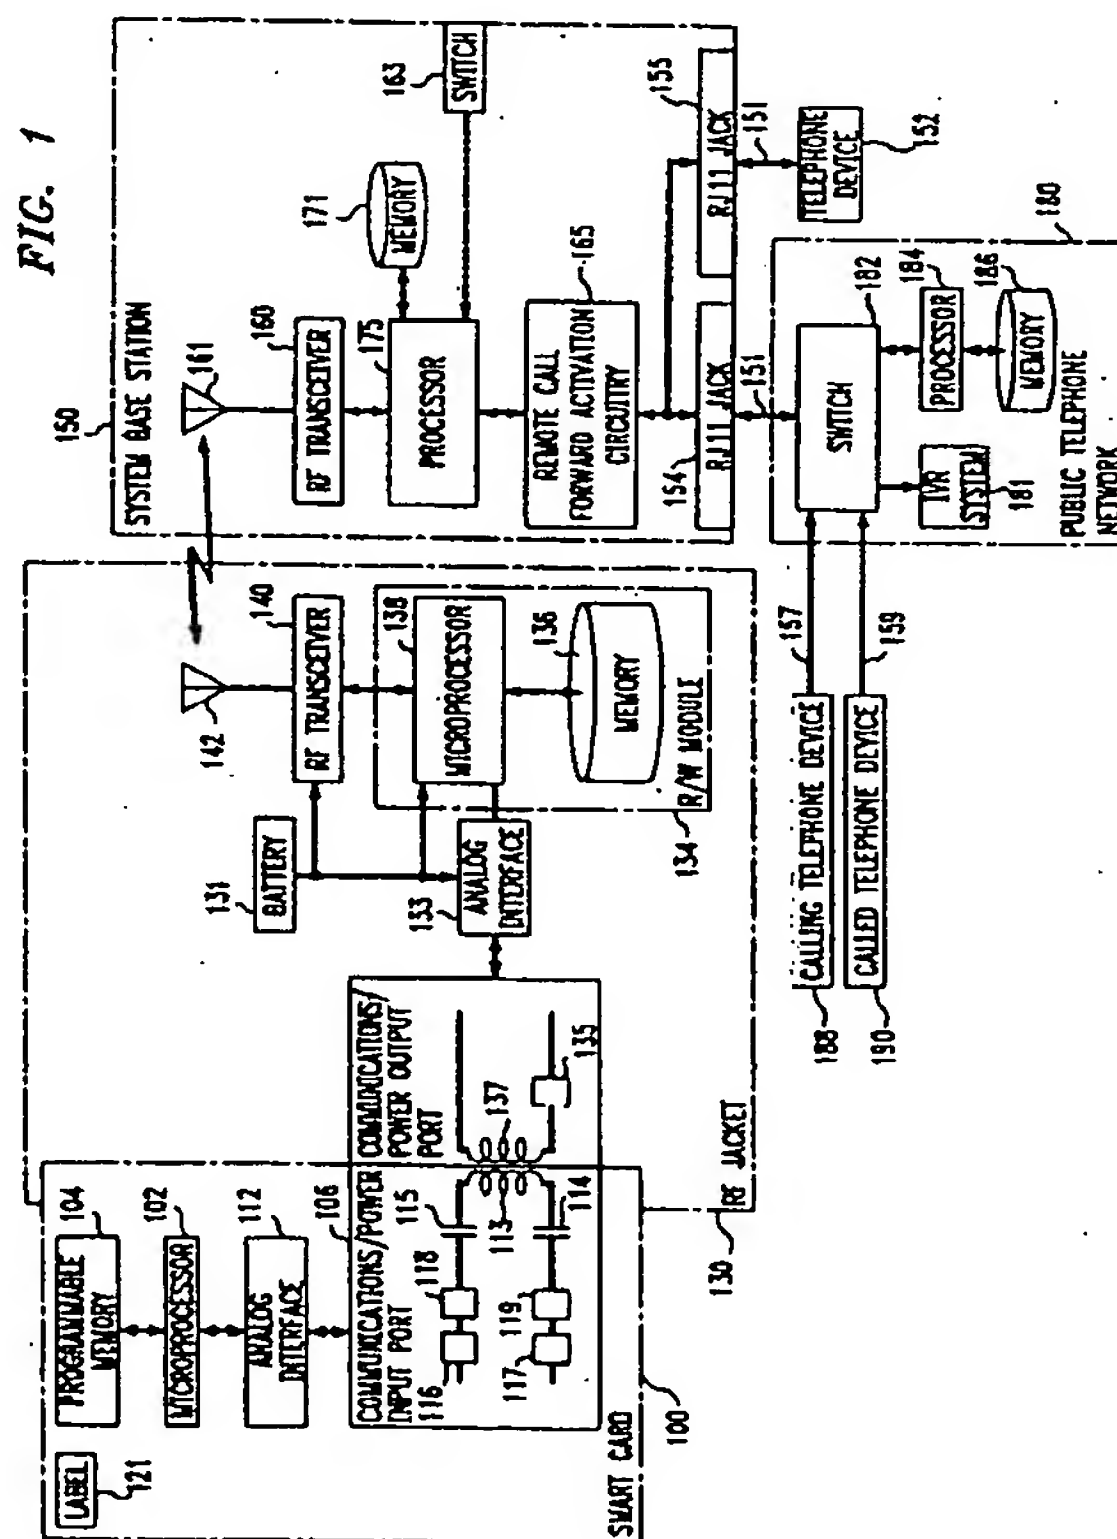 FIG. 1
LABEL
121
PROGRAMMABLE
MEMORY
104
MICROPROCESSOR
102
ANALOG
INTERFACE
112
106
COMMUNICATIONS/POWER
INPUT PORT
116
118
115
117
119
113
114
SMART CARD
100
COMMUNICATIONS/
POWER OUTPUT
PORT
137
135
130
RF JACKET
131
BATTERY
133
ANALOG
INTERFACE
142
140
RF TRANSCEIVER
138
MICROPROCESSOR
136
MEMORY
R/W MODULE
134
150
SYSTEM BASE STATION
161
160
RF TRANSCEIVER
175
PROCESSOR
171
MEMORY
163
SWITCH
165
REMOTE CALL
FORWARD ACTIVATION
CIRCUITRY
154
RJ11 JACK
155
RJ11 JACK
151
151
TELEPHONE
DEVICE
152
188
CALLING TELEPHONE DEVICE
157
190
CALLED TELEPHONE DEVICE
159
180
SWITCH
182
IVR
SYSTEM
181
PROCESSOR
184
MEMORY
186
PUBLIC TELEPHONE
NETWORK